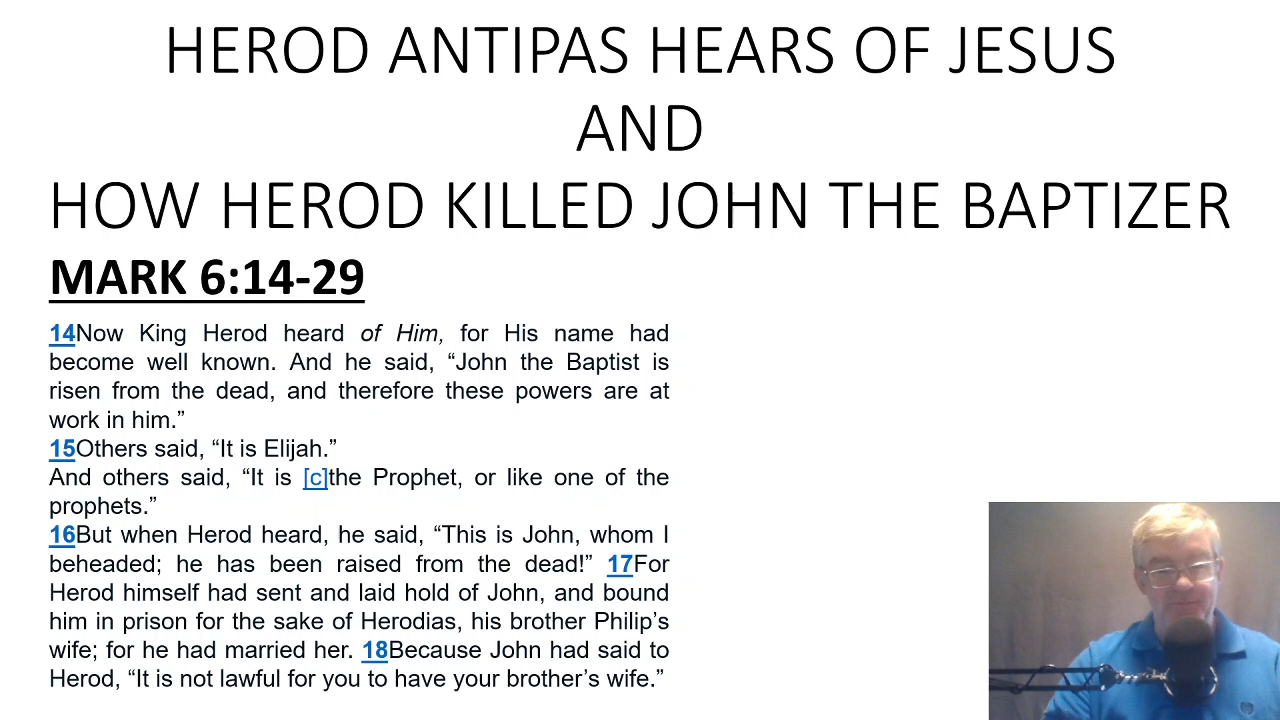 HEROD ANTIPAS HEARS OF JESUS
AND
HOW HEROD KILLED JOHN THE BAPTIZER
MARK 6:14-29
14Now King Herod heard of Him, for His name had
become well known. And he said, “John the Baptist is
risen from the dead, and therefore these powers are at
work in him.”
15Others said, “It is Elijah.”
And others said, “It is [c]the Prophet, or like one of the
prophets.”
16But when Herod heard, he said, “This is John, whom I
beheaded; he has been raised from the dead!” 17For
Herod himself had sent and laid hold of John, and bound
him in prison for the sake of Herodias, his brother Philip’s
wife; for he had married her. 18Because John had said to
Herod, “It is not lawful for you to have your brother’s wife.”